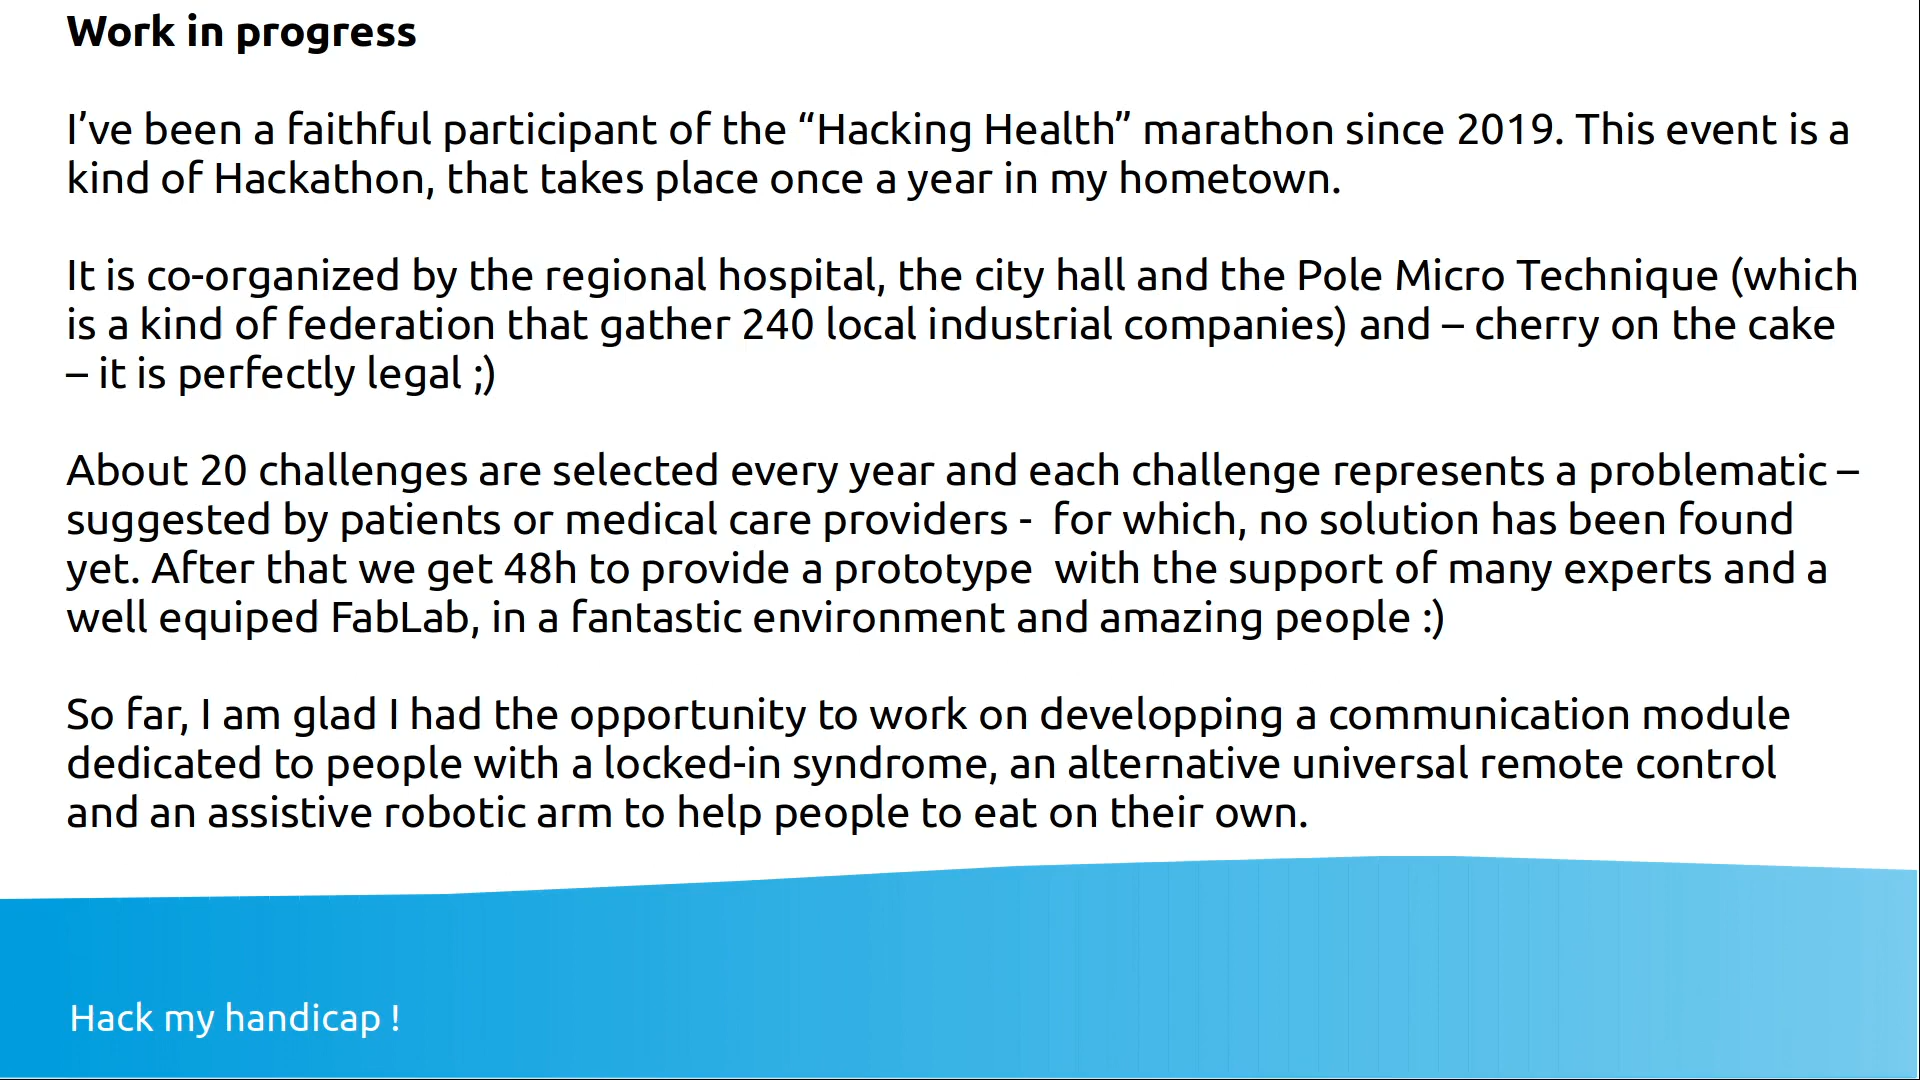 Work in progress
I’ve been a faithful participant of the “Hacking Health” marathon since 2019. This event is a
kind of Hackathon, that takes place once a year in my hometown.
It is co-organized by the regional hospital, the city hall and the Pole Micro Technique (which
is a kind of federation that gather 240 local industrial companies) and – cherry on the cake
– it is perfectly legal ;)
About 20 challenges are selected every year and each challenge represents a problematic –
suggested by patients or medical care providers -  for which, no solution has been found
yet. After that we get 48h to provide a prototype  with the support of many experts and a
well equiped FabLab, in a fantastic environment and amazing people :)
So far, I am glad I had the opportunity to work on developping a communication module
dedicated to people with a locked-in syndrome, an alternative universal remote control
and an assistive robotic arm to help people to eat on their own.
Hack my handicap !